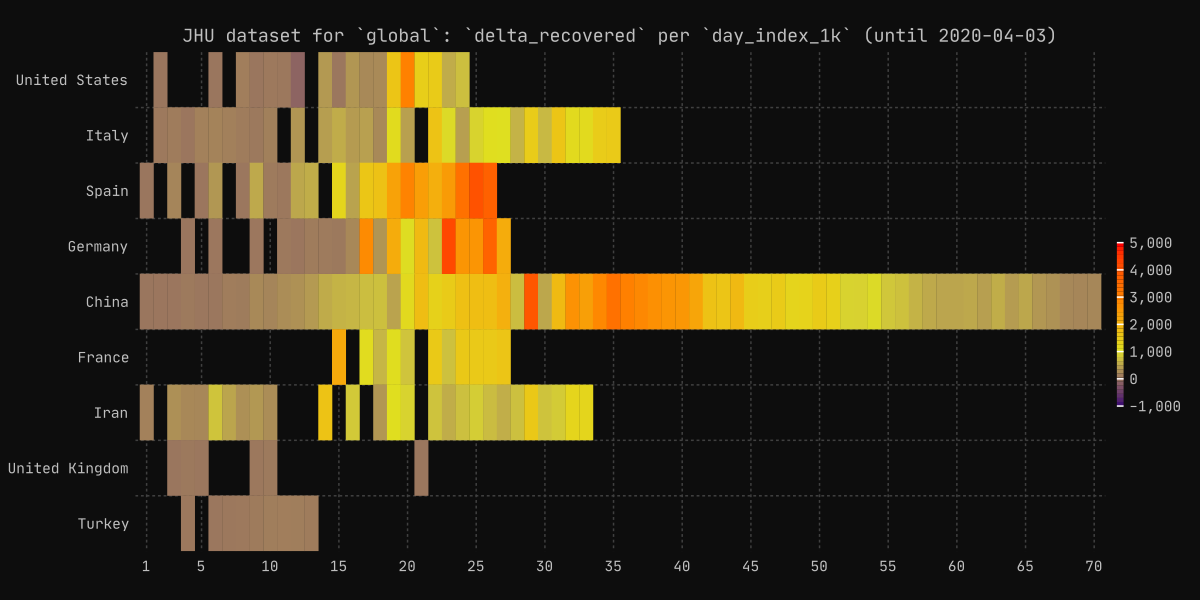 JHU dataset for `global`: `delta_recovered` per `day_index_1k` (until 2020-04-03)
United States
Italy
Spain
Germany
China
France
Iran
United Kingdom
Turkey
5,000
4,000
3,000
2,000
1,000
0
-1,000
1 5 10 15 20 25 30 35 40 45 50 55 60 65 70